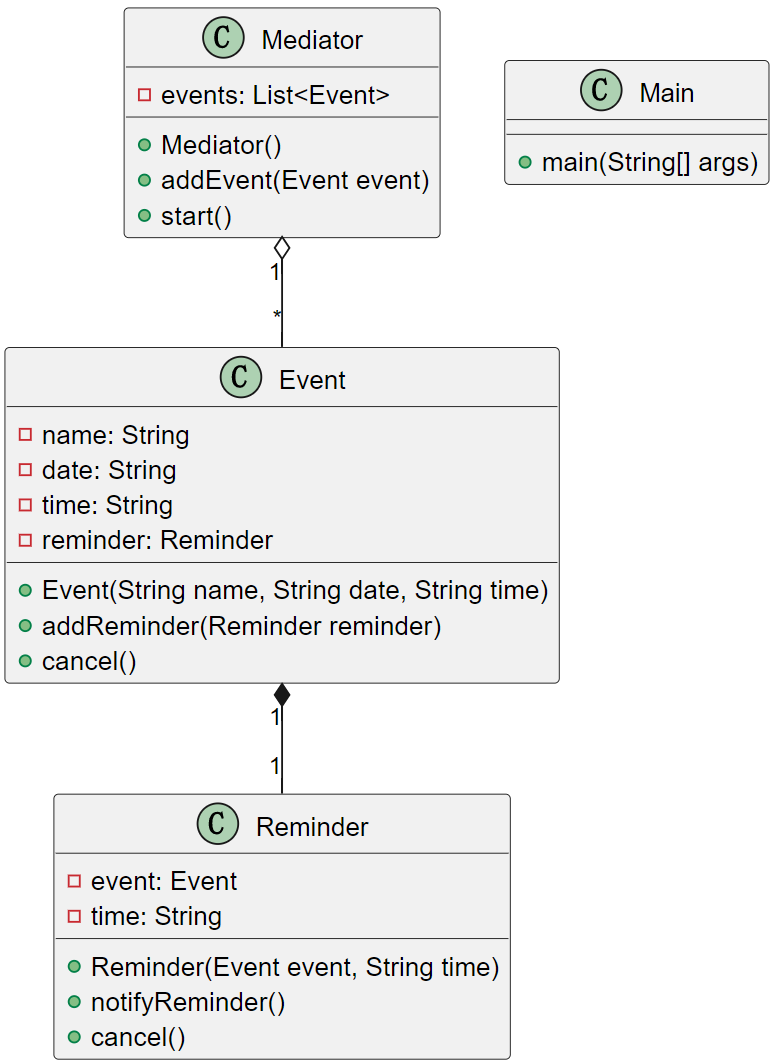 C Mediator
events: List<Event>
Mediator()
addEvent(Event event)
start()
C Main
main(String[] args)
1
*
C Event
name: String
date: String
time: String
reminder: Reminder
Event(String name, String date, String time)
addReminder(Reminder reminder)
cancel()
1
1
C Reminder
event: Event
time: String
Reminder(Event event, String time)
notifyReminder()
cancel()